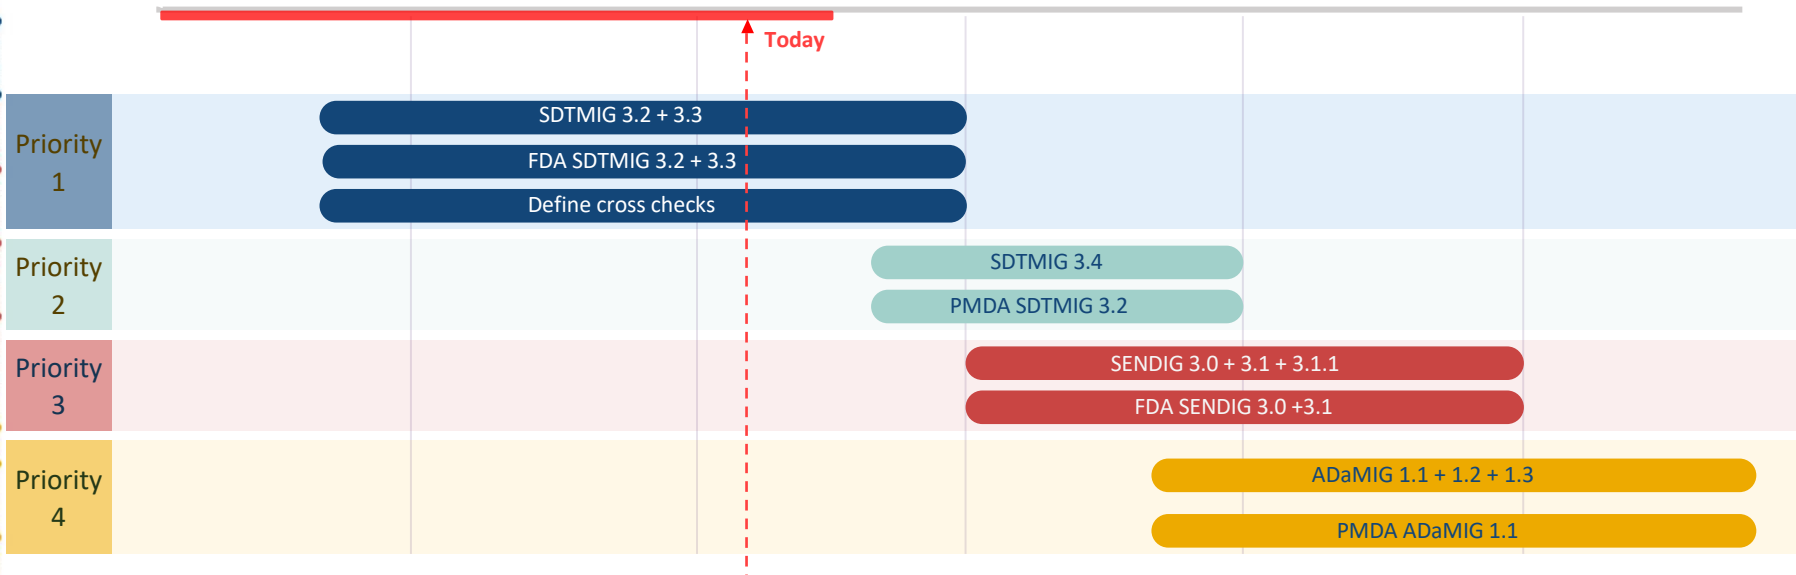 Today
Priority
1
SDTMIG 3.2 + 3.3
FDA SDTMIG 3.2 + 3.3
Define cross checks
Priority
2
SDTMIG 3.4
PMDA SDTMIG 3.2
Priority
3
SENDIG 3.0 + 3.1 + 3.1.1
FDA SENDIG 3.0 +3.1
Priority
4
ADaMIG 1.1 + 1.2 + 1.3
PMDA ADaMIG 1.1